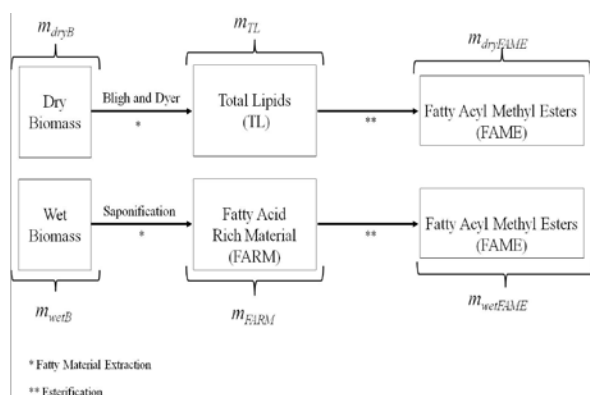 m_dryB
m_TL
m_dryFAME
Dry
Biomass
Bligh and Dyer
*
Total Lipids
(TL)
**
Fatty Acyl Methyl Esters
(FAME)
Wet
Biomass
Saponification
*
Fatty Acid
Rich Material
(FARM)
**
Fatty Acyl Methyl Esters
(FAME)
m_wetB
m_FARM
m_wetFAME
* Fatty Material Extraction
** Esterification